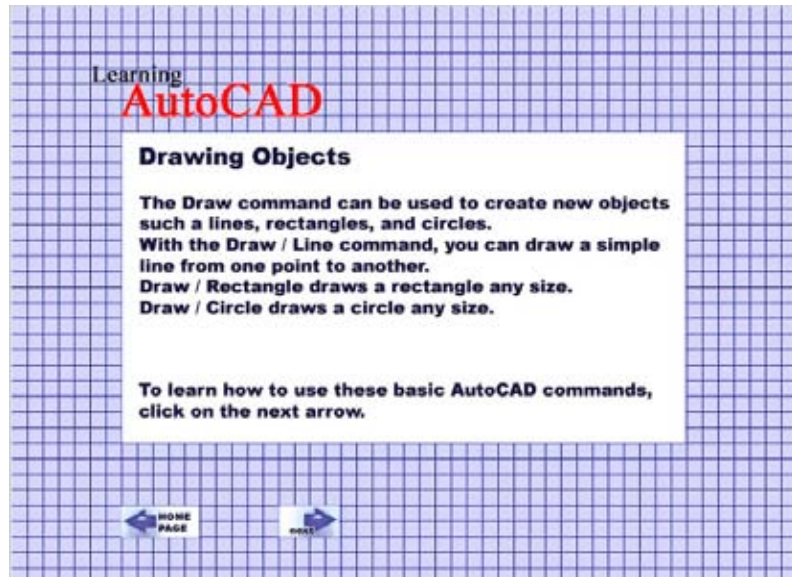 Learning
AutoCAD
Drawing Objects
The Draw command can be used to create new objects
such a lines, rectangles, and circles.
With the Draw / Line command, you can draw a simple
line from one point to another.
Draw / Rectangle draws a rectangle any size.
Draw / Circle draws a circle any size.
To learn how to use these basic AutoCAD commands,
click on the next arrow.
HOME
PAGE
next